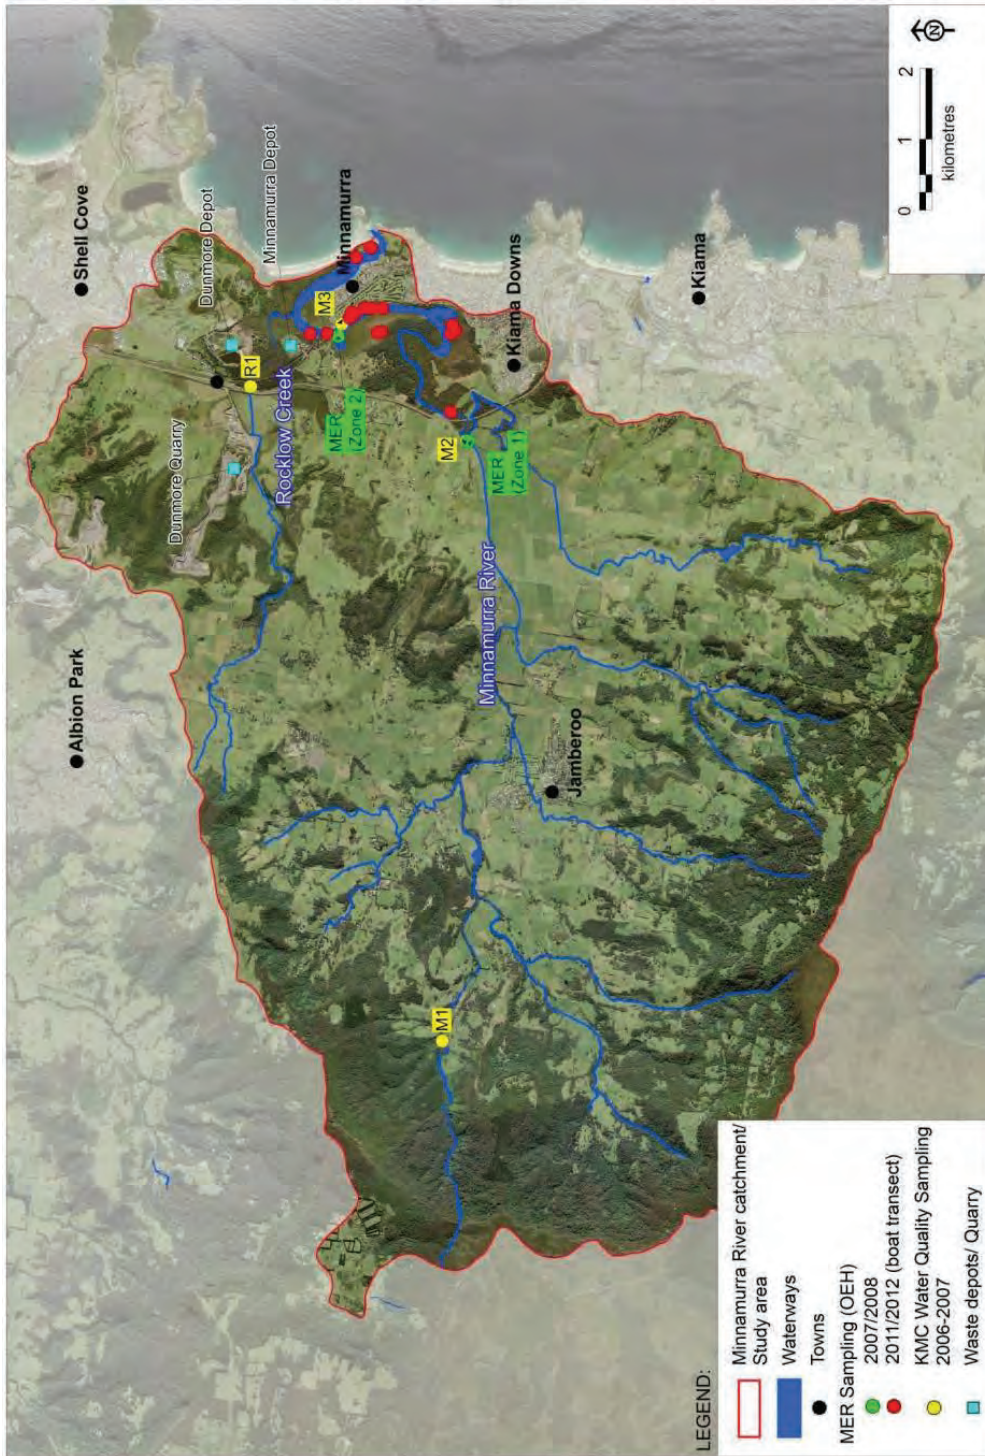 Shell Cove
Albion Park
Dunmore Depot
Minnamurra Depot
Dunmore Quarry
R1
Rocklow Creek
M3
Minnamurra
MER
(Zone 2)
M2
MER
(Zone 1)
Kiama Downs
Minnamurra River
Kiama
Jamberoo
M1
N
0 1 2
kilometres
LEGEND:
Minnamurra River catchment/
Study area
Waterways
Towns
MER Sampling (OEH)
2007/2008
2011/2012 (boat transect)
KMC Water Quality Sampling
2006-2007
Waste depots/ Quarry